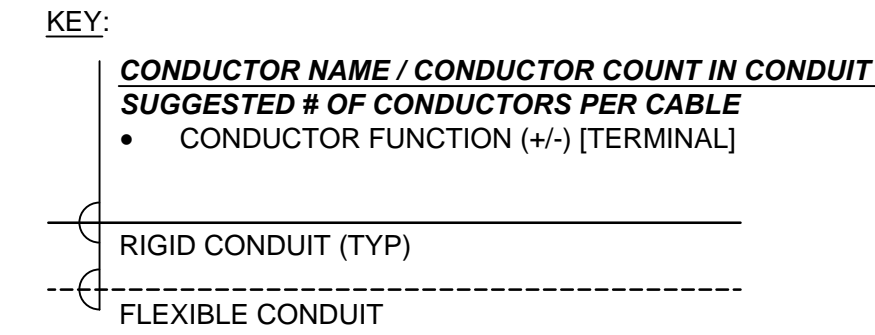 KEY:
CONDUCTOR NAME / CONDUCTOR COUNT IN CONDUIT
SUGGESTED # OF CONDUCTORS PER CABLE
• CONDUCTOR FUNCTION (+/-) [TERMINAL]
RIGID CONDUIT (TYP)
FLEXIBLE CONDUIT